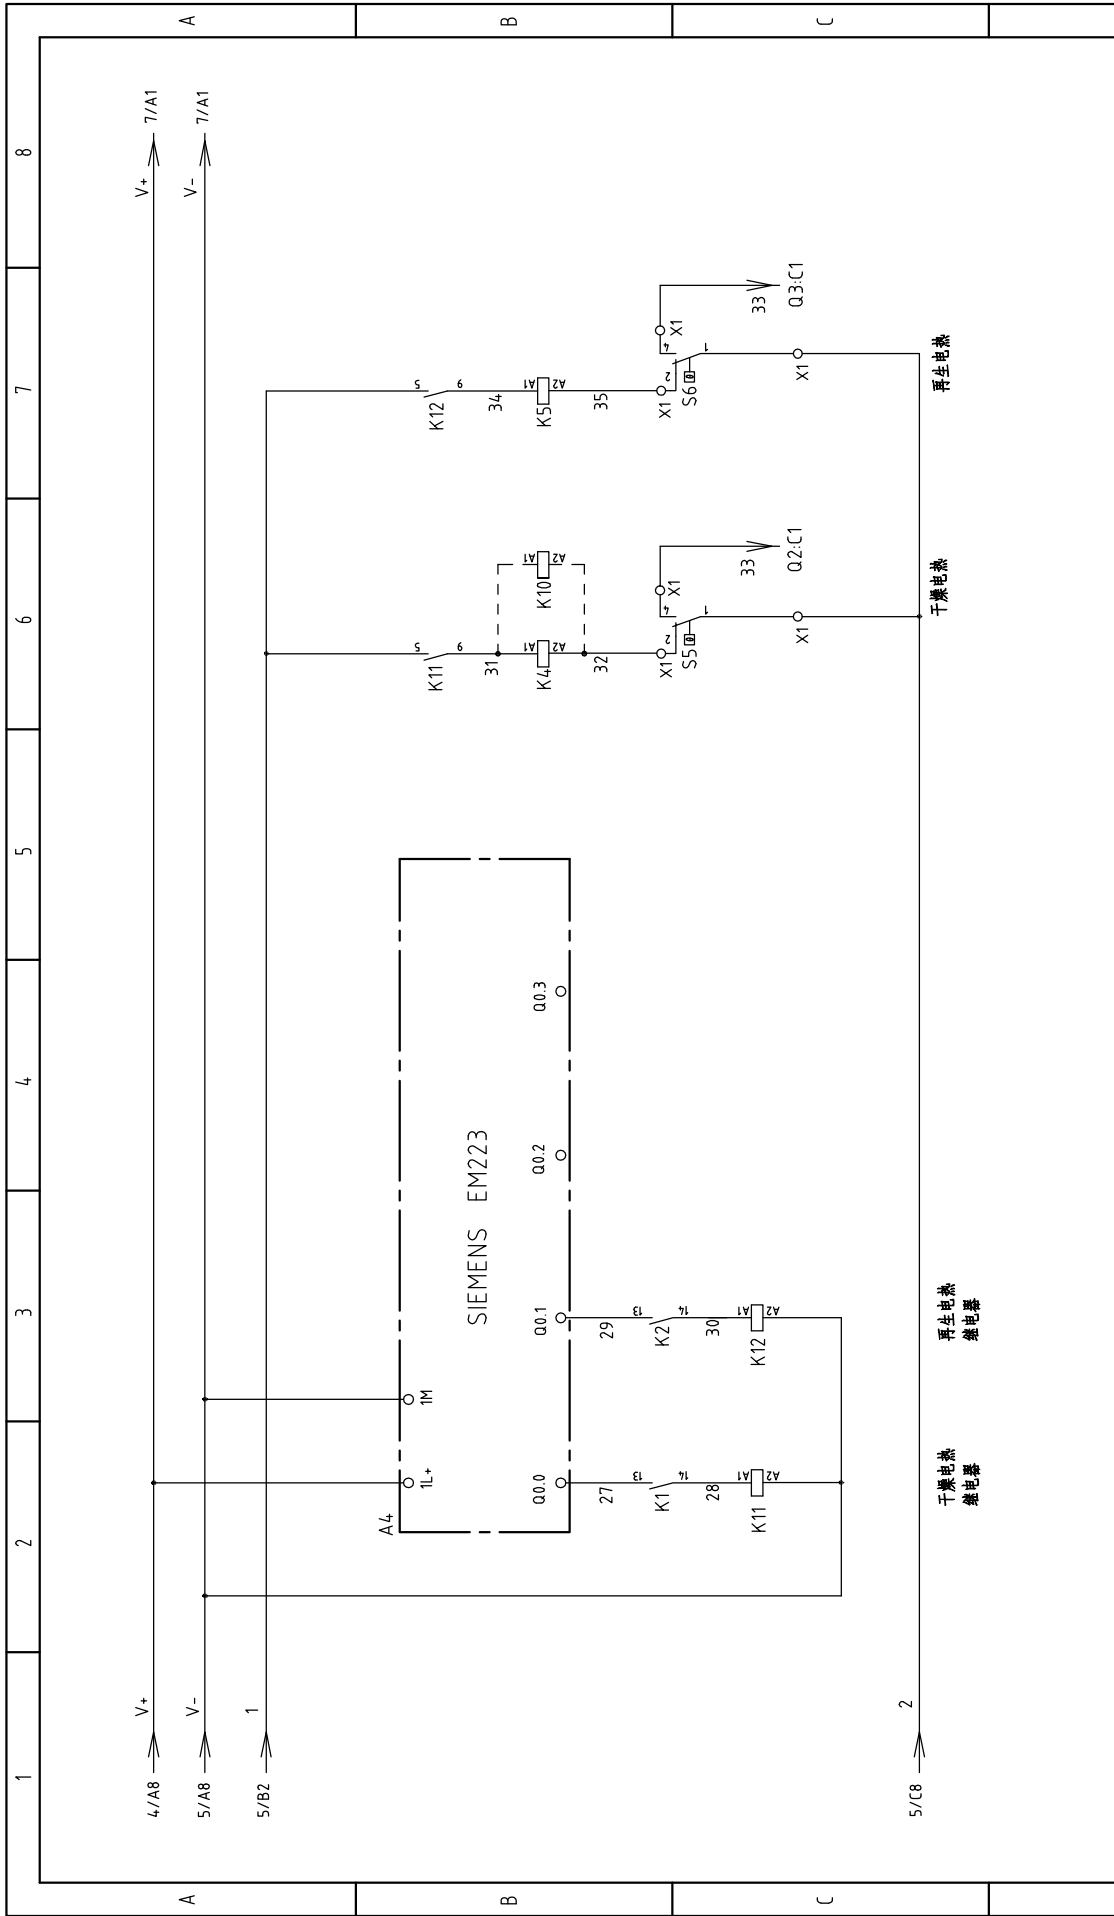 1 2 3 4 5 6 7 8
A A
4/A8 V+ V- 7/A1
V+
5/A8 V- 7/A1
5/B2 1
A4
1L+ 1M
SIEMENS EM223
B B
Q0.0 Q0.1 Q0.2 Q0.3
K11 5 9 31
K12 5 9 34
K4 A1 A2 32
K10 A1 A2
K5 A1 A2 35
27 K1 13 14 28 K11 A1 A2
29 K2 13 14 30 K12 A1 A2
X1 2 4 X1 S5 θ 1 33 Q2:C1 X1
X1 2 4 X1 S6 θ 1 33 Q3:C1 X1
C C
5/C8 2
干燥电热
继电器
再生电热
继电器
干燥电热
再生电热